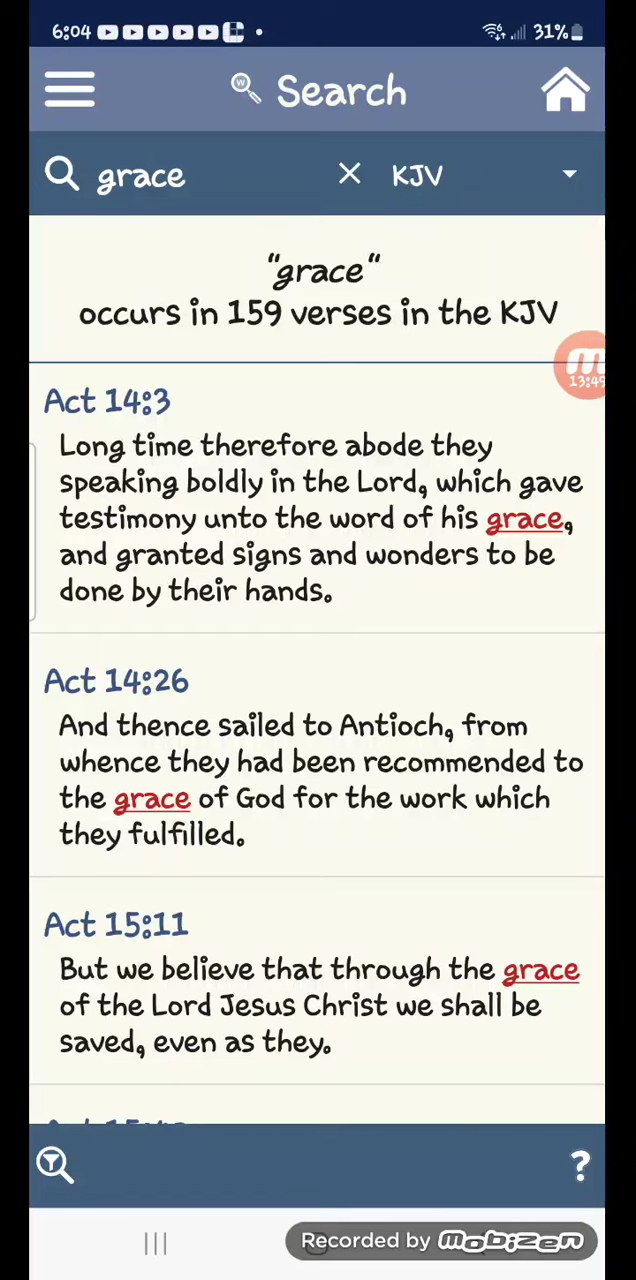 6:04 31%
Search
grace KJV
"grace"
occurs in 159 verses in the KJV
13:45
Act 14:3
Long time therefore abode they
speaking boldly in the Lord, which gave
testimony unto the word of his grace,
and granted signs and wonders to be
done by their hands.
Act 14:26
And thence sailed to Antioch, from
whence they had been recommended to
the grace of God for the work which
they fulfilled.
Act 15:11
But we believe that through the grace
of the Lord Jesus Christ we shall be
saved, even as they.
?
Recorded by mobizen